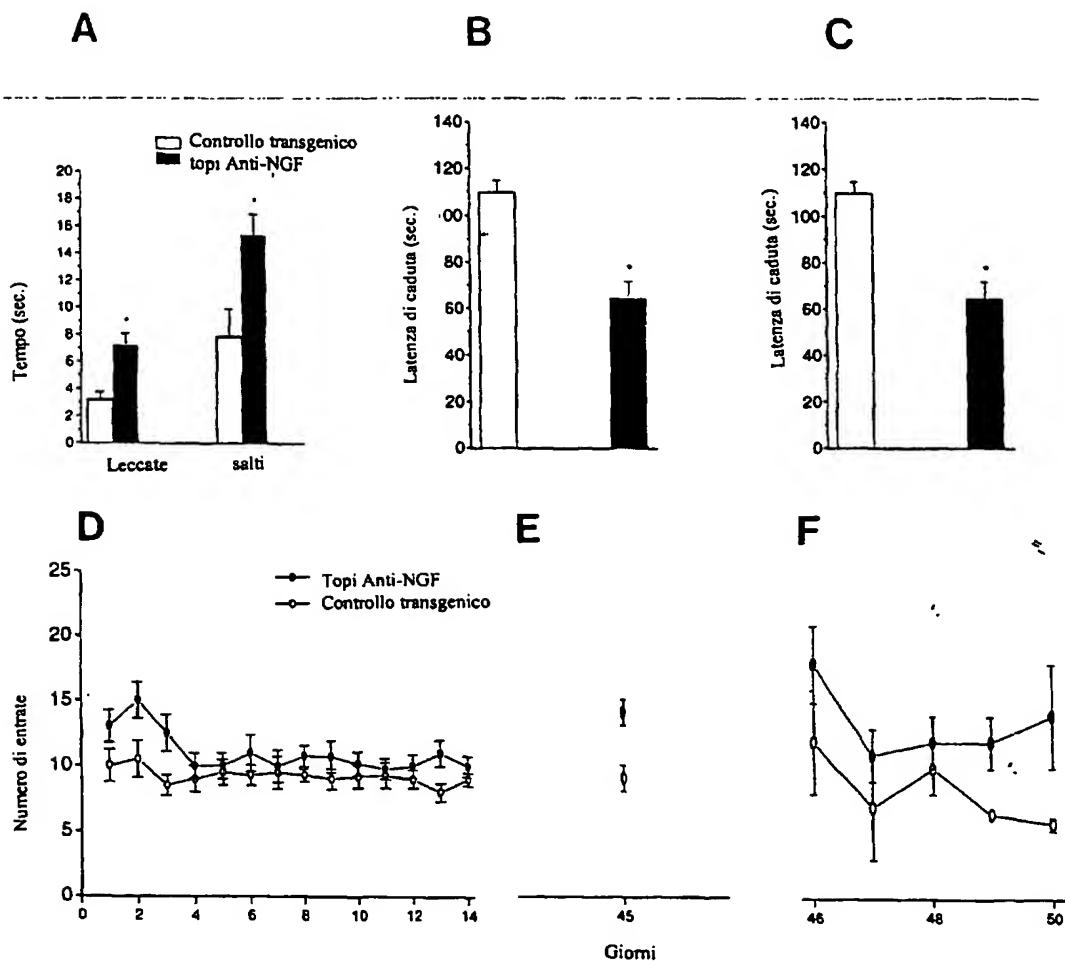 A
B
C
Controllo transgenico
topi Anti-NGF
Tempo (sec.)
20
18
16
14
12
10
8
6
4
2
0
Leccate
salti
Latenza di caduta (sec.)
140
120
100
80
60
40
20
0
Latenza di caduta (sec.)
140
120
100
80
60
40
20
0
D
E
F
Topi Anti-NGF
Controllo transgenico
Numero di entrate
25
20
15
10
5
0
0 2 4 6 8 10 12 14
45
46 48 50
Giorni